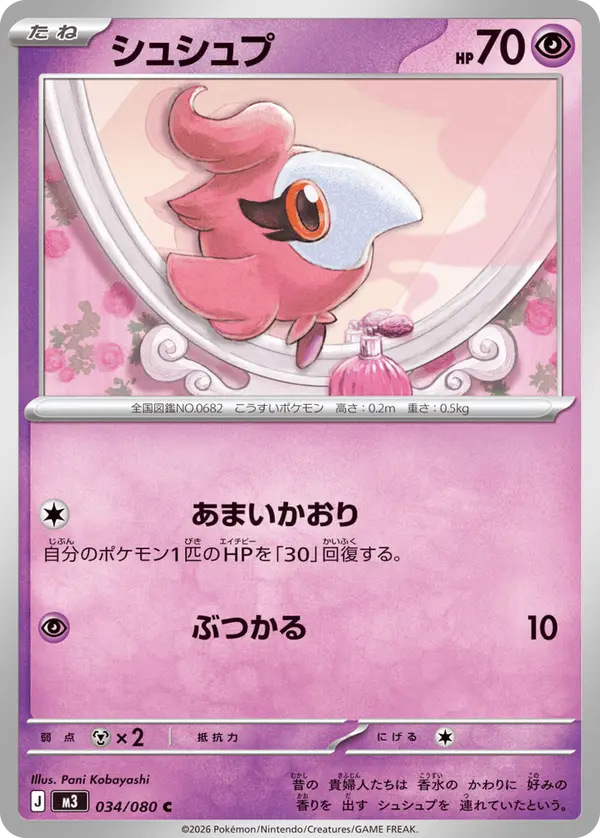 たね シュシュプ HP70
全国図鑑NO.0682 こうすいポケモン 高さ:0.2m 重さ:0.5kg
あまいかおり
自分のポケモン1匹のHPを「30」回復する。
ぶつかる 10
弱点 ×2 抵抗力 にげる
Illus. Pani Kobayashi
昔の貴婦人たちは 香水の かわりに 好みの
香りを 出す シュシュプを 連れていたという。
J M3 034/080 C
©2026 Pokémon/Nintendo/Creatures/GAME FREAK.